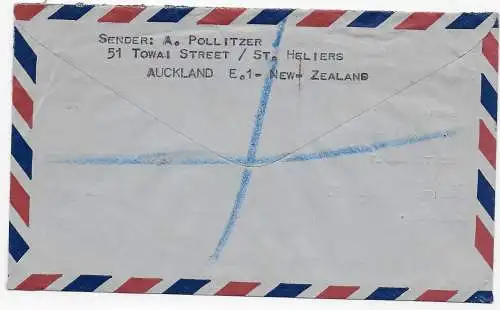 SENDER: A. POLLITZER
51 TOWAI STREET / ST. HELIERS
AUCKLAND E.1- NEW- ZEALAND